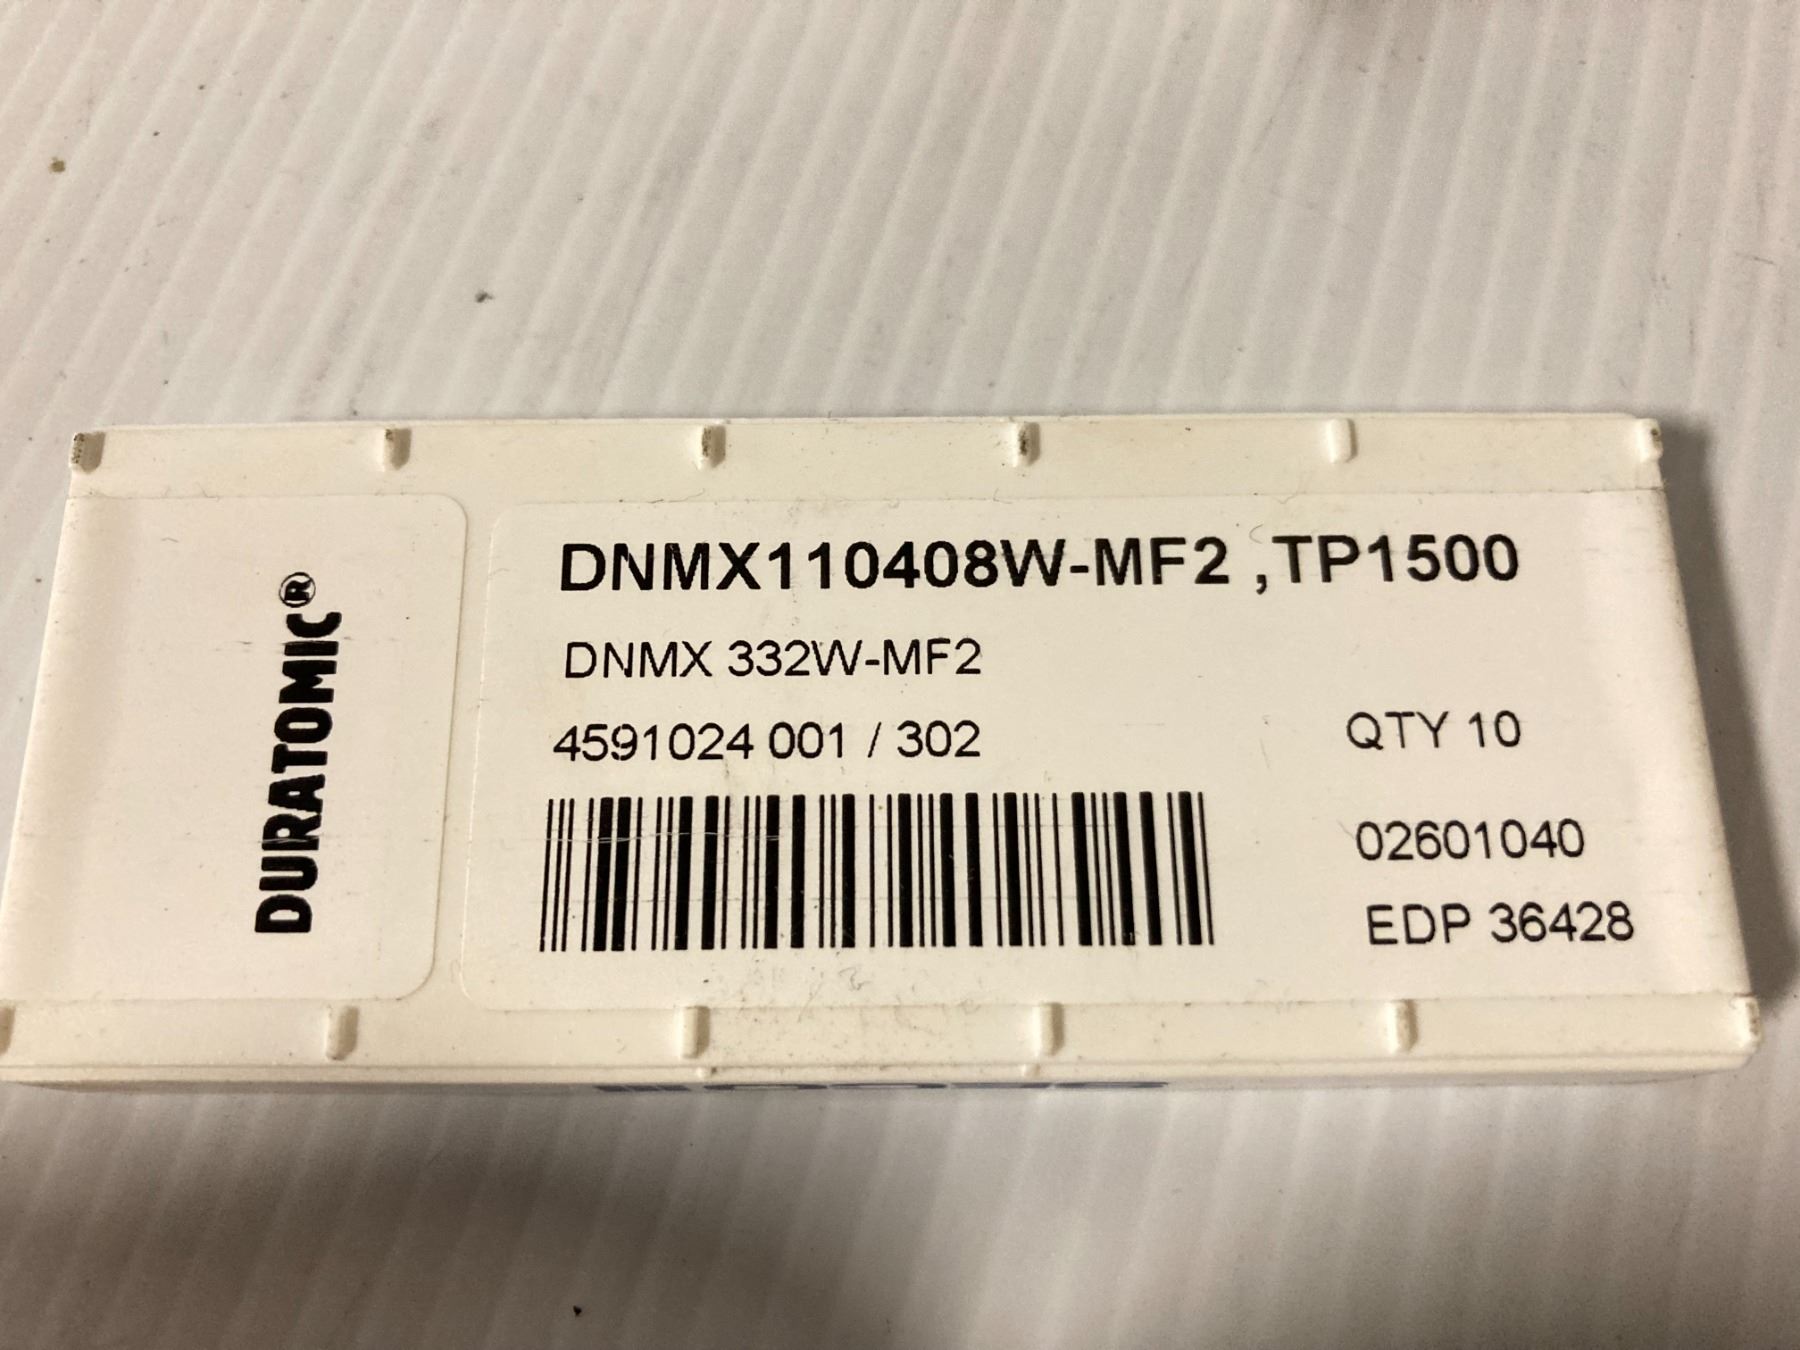 DURATOMIC®
DNMX110408W-MF2 ,TP1500
DNMX 332W-MF2
4591024 001 / 302
QTY 10
02601040
EDP 36428